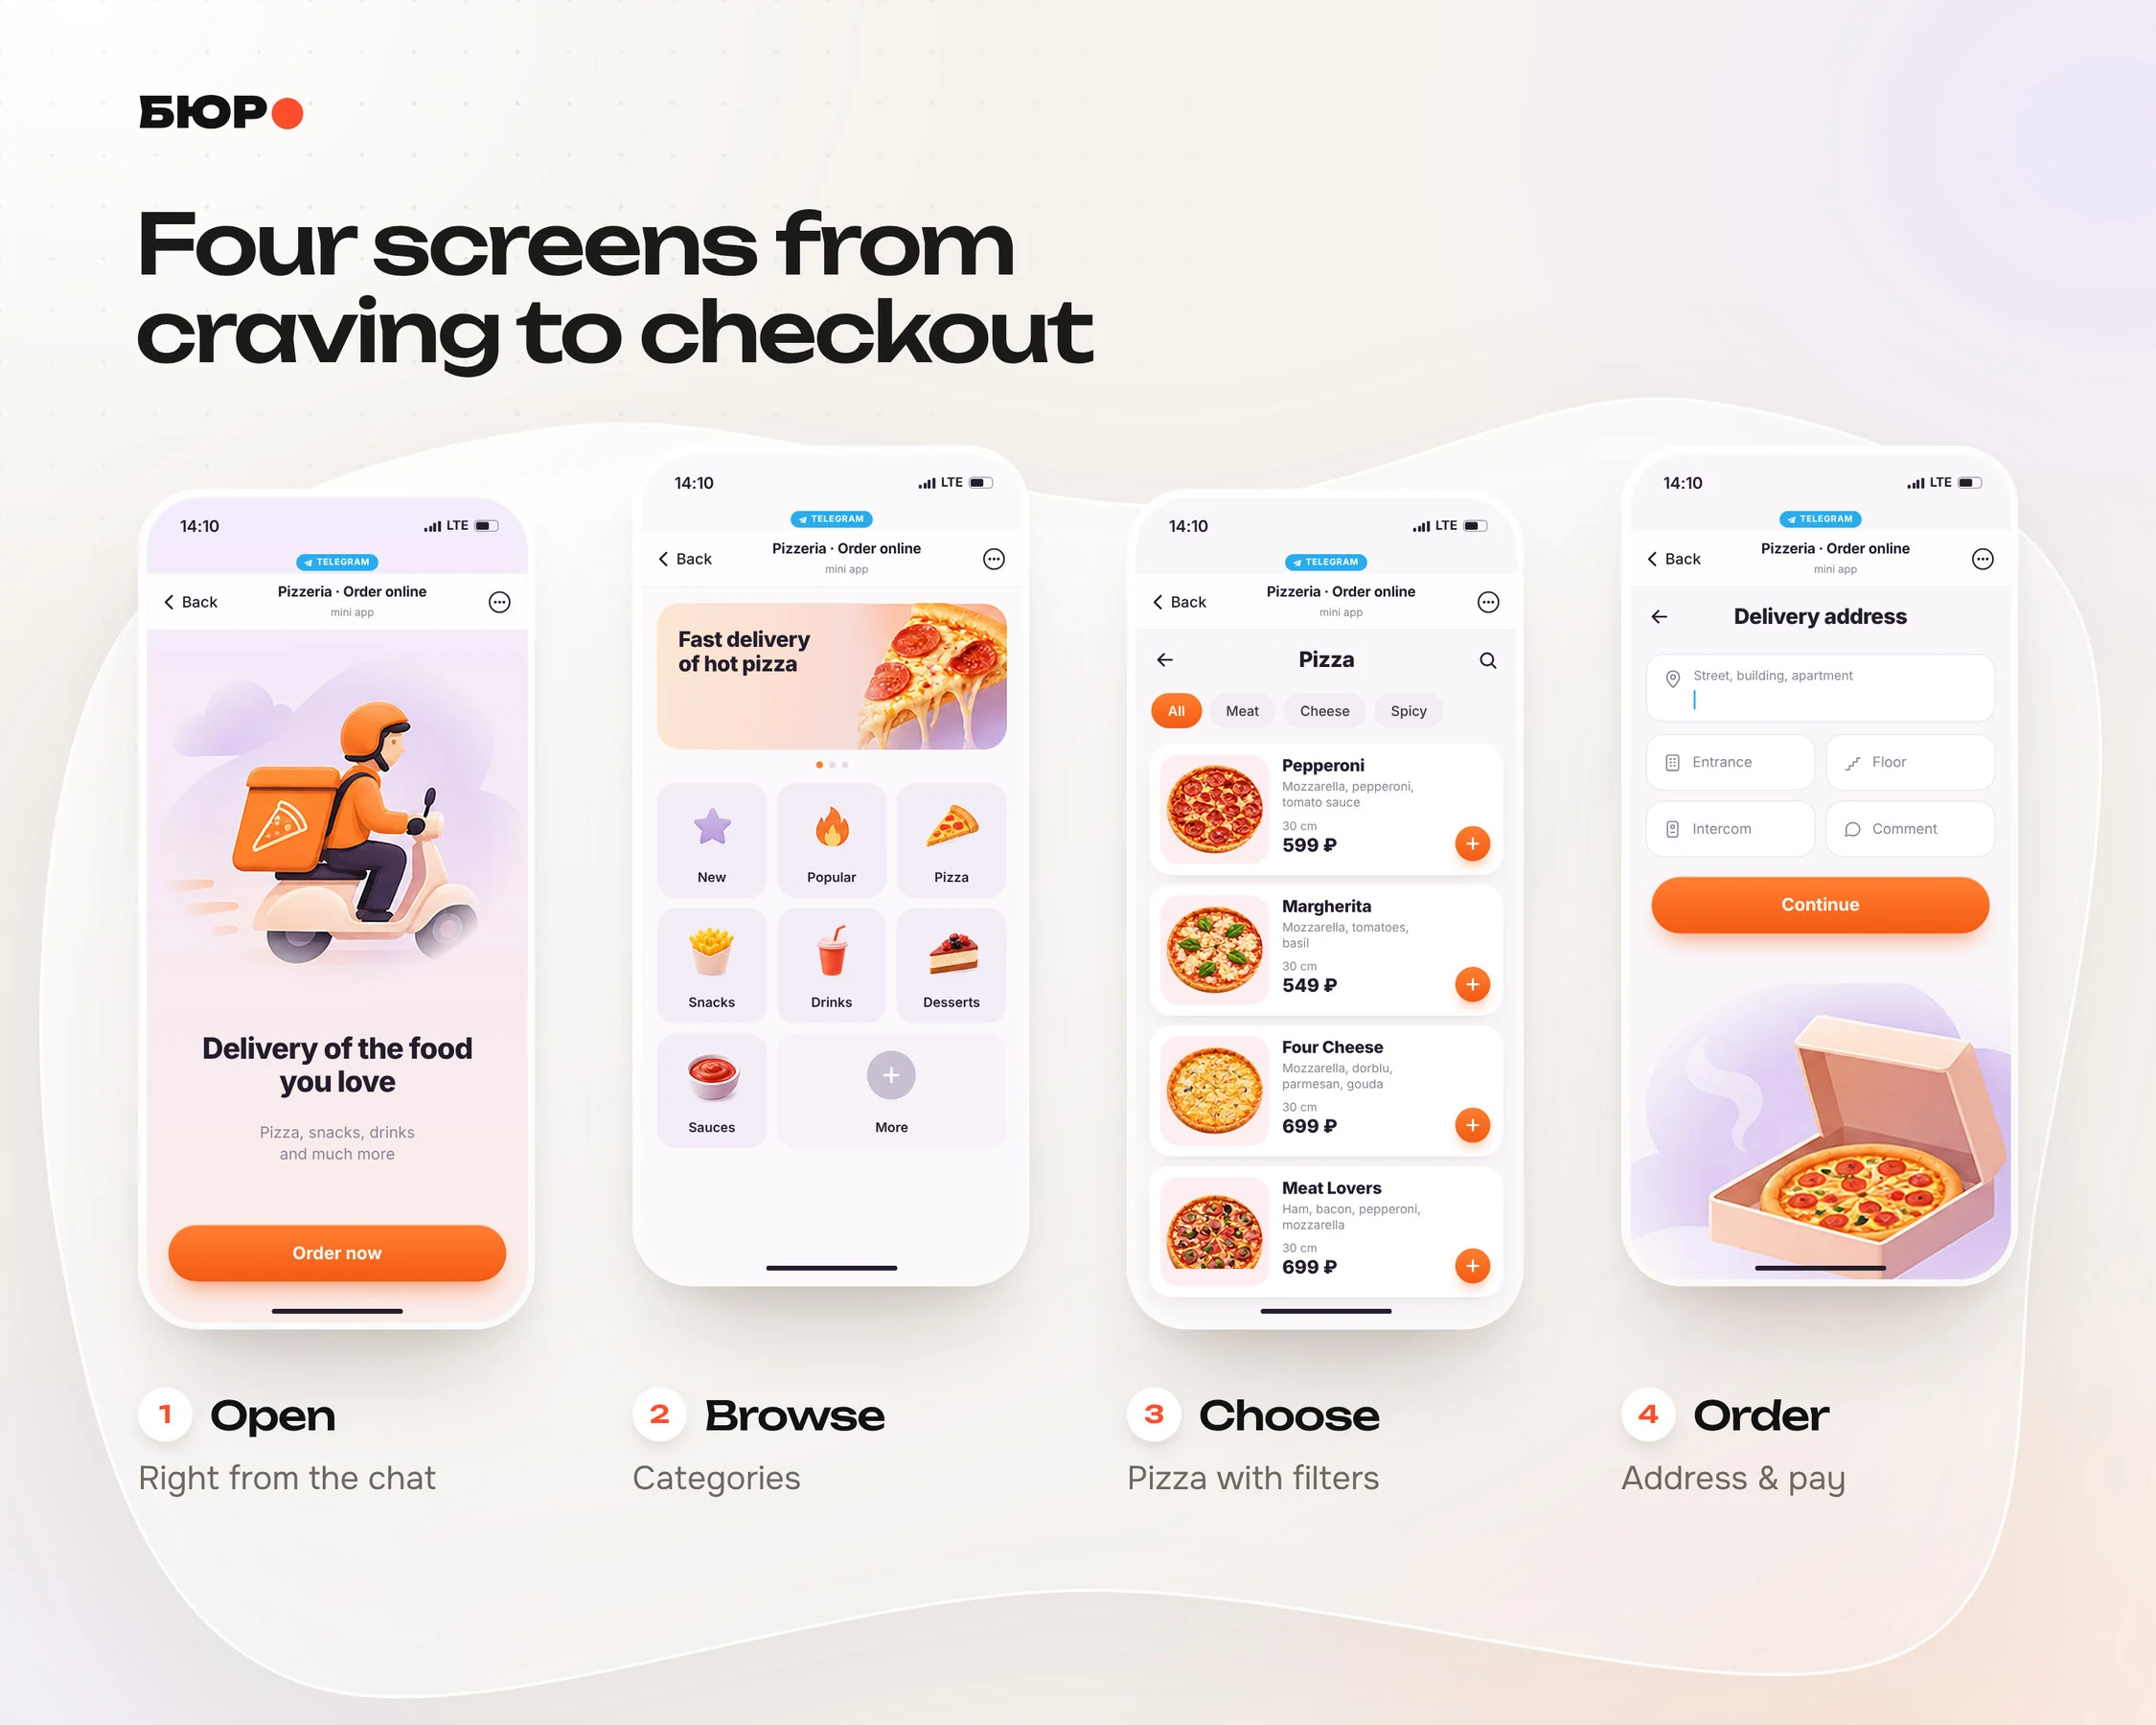 БЮРО
Four screens from
craving to checkout
14:10
LTE
TELEGRAM
Back
Pizzeria · Order online
mini app
Delivery of the food
you love
Pizza, snacks, drinks
and much more
Order now
14:10
LTE
TELEGRAM
Back
Pizzeria · Order online
mini app
Fast delivery
of hot pizza
New
Popular
Pizza
Snacks
Drinks
Desserts
Sauces
More
14:10
LTE
TELEGRAM
Back
Pizzeria · Order online
mini app
Pizza
All
Meat
Cheese
Spicy
Pepperoni
Mozzarella, pepperoni,
tomato sauce
30 cm
599 ₽
Margherita
Mozzarella, tomatoes,
basil
30 cm
549 ₽
Four Cheese
Mozzarella, dorblu,
parmesan, gouda
30 cm
699 ₽
Meat Lovers
Ham, bacon, pepperoni,
mozzarella
30 cm
699 ₽
14:10
LTE
TELEGRAM
Back
Pizzeria · Order online
mini app
Delivery address
Street, building, apartment
Entrance
Floor
Intercom
Comment
Continue
1 Open
Right from the chat
2 Browse
Categories
3 Choose
Pizza with filters
4 Order
Address & pay